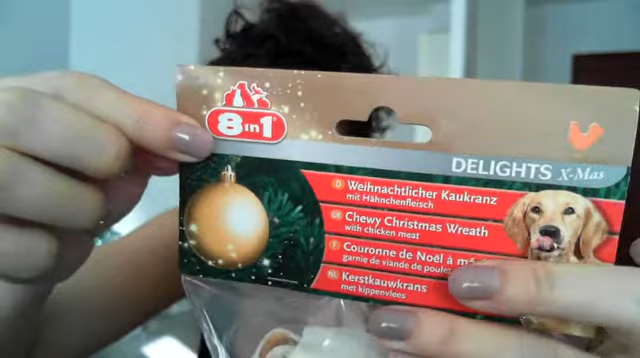 8in1
DELIGHTS X-Mas
D Weihnachtlicher Kaukranz
mit Hähnchenfleisch
GB Chewy Christmas Wreath
with chicken meat
F Couronne de Noël à
garnie de viande de
NL Kerstkauwkrans
met kippenvlees